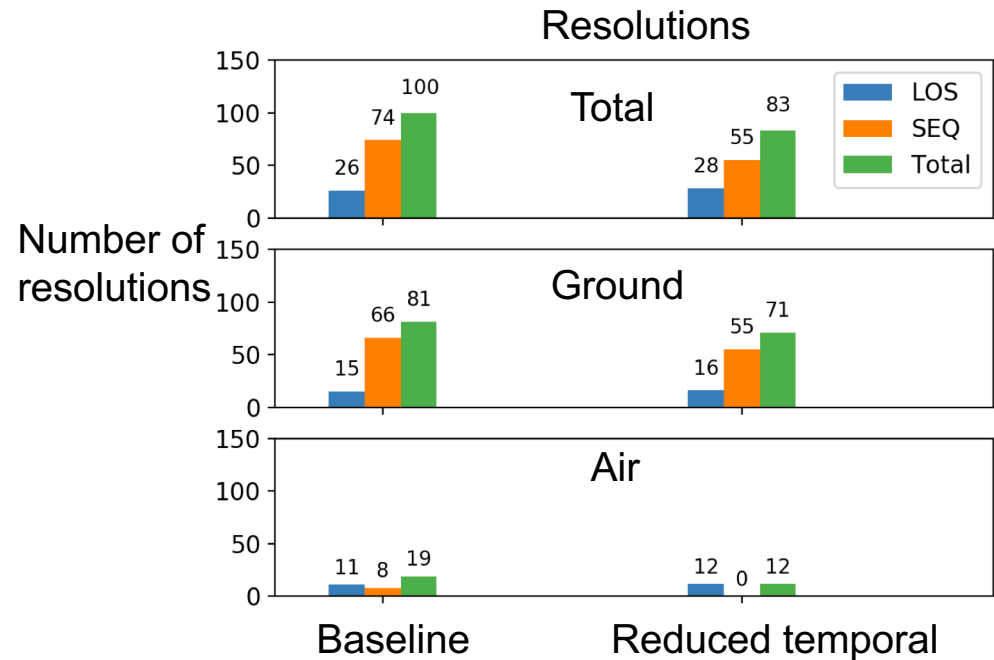 Resolutions
150
100
50
0
Total
26
74
100
28
55
83
LOS
SEQ
Total
Number of
resolutions
150
100
50
0
Ground
15
66
81
16
55
71
150
100
50
0
Air
11
8
19
12
0
12
Baseline
Reduced temporal